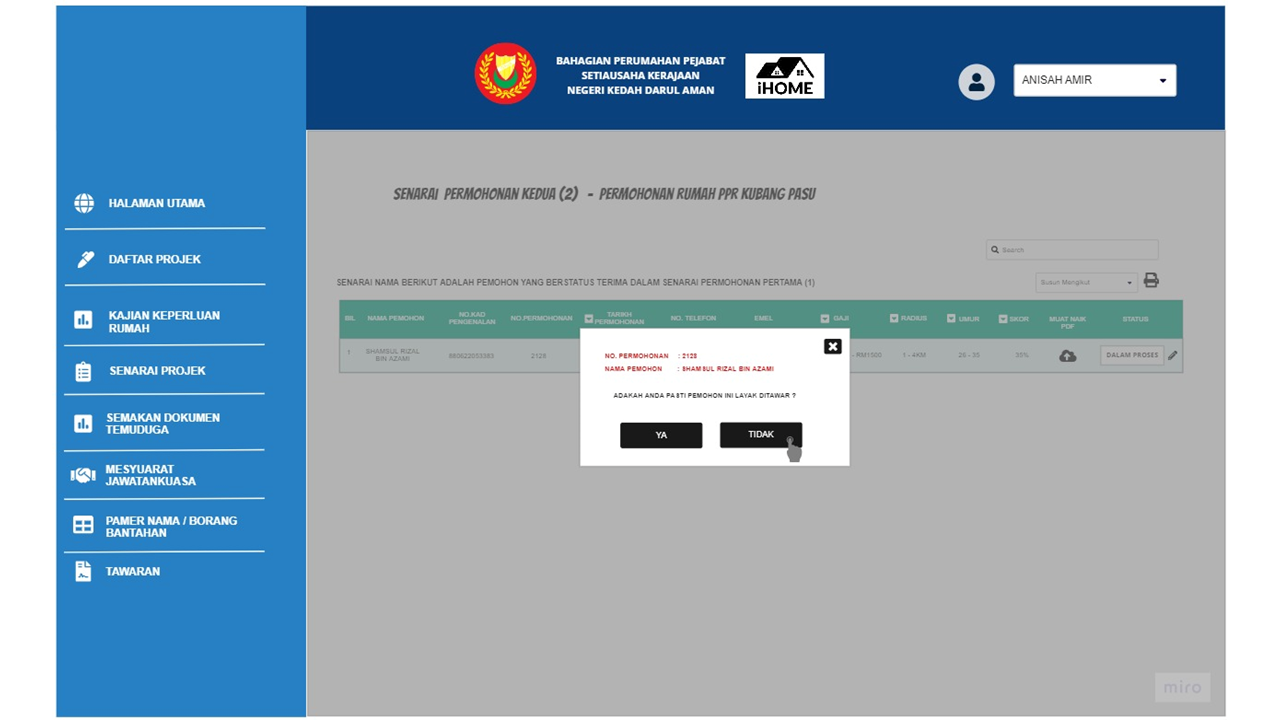 BAHAGIAN PERUMAHAN PEJABAT
SETIAUSAHA KERAJAAN
NEGERI KEDAH DARUL AMAN
iHOME
ANISAH AMIR
HALAMAN UTAMA
DAFTAR PROJEK
KAJIAN KEPERLUAN
RUMAH
SENARAI PROJEK
SEMAKAN DOKUMEN
TEMUDUGA
MESYUARAT
JAWATANKUASA
PAMER NAMA / BORANG
BANTAHAN
TAWARAN
SENARAI PERMOHONAN KEDUA (2) - PERMOHONAN RUMAH PPR KUBANG PASU
Search
SENARAI NAMA BERIKUT ADALAH PEMOHON YANG BERSTATUS TERIMA DALAM SENARAI PERMOHONAN PERTAMA (1)
Susun Mengikut
BIL NAMA PEMOHON NO.KAD PENGENALAN NO.PERMOHONAN TARIKH PERMOHONAN NO. TELEFON EMEL GAJI RADIUS UMUR SKOR MUAT NAIK PDF STATUS
1 SHAMSUL RIZAL BIN AZAMI 2128 - RM1500 1 - 4KM 26 - 35 35% DALAM PROSES
NO. PERMOHONAN : 2128
NAMA PEMOHON : SHAMSUL RIZAL BIN AZAMI
ADAKAH ANDA PASTI PEMOHON INI LAYAK DITAWAR ?
YA
TIDAK
miro